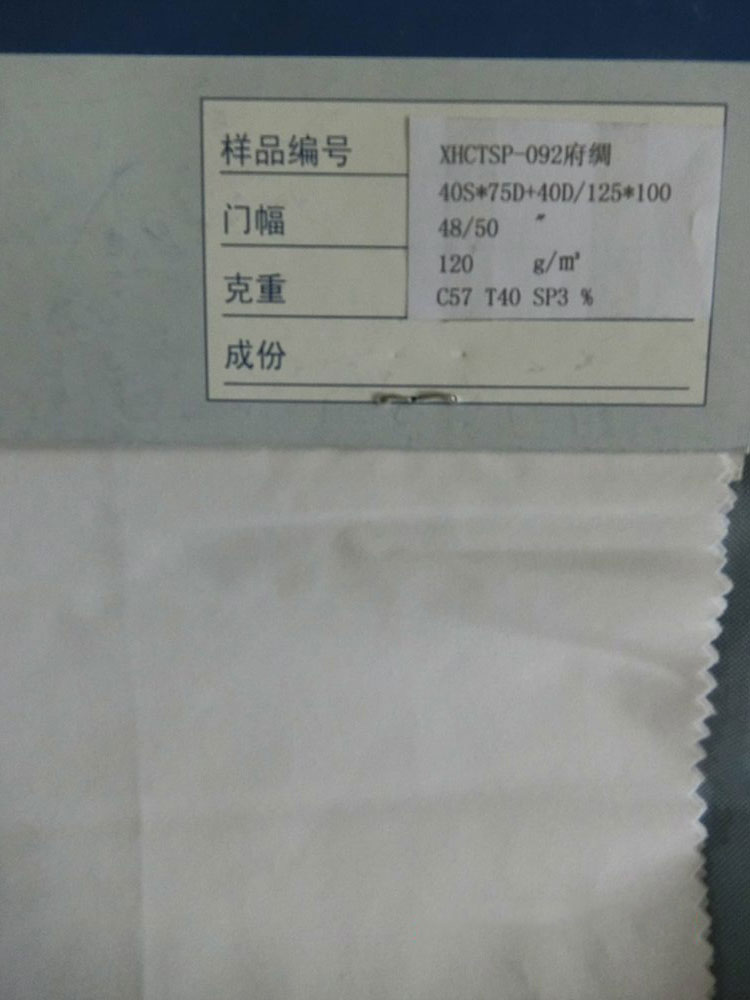 样品编号
XHCTSP-092府绸
40S*75D+40D/125*100
门幅
48/50 "
克重
120 g/m³
C57 T40 SP3 %
成份